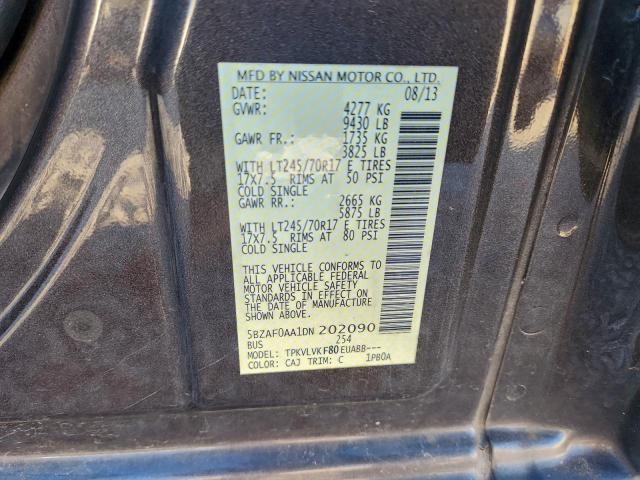 MFD BY NISSAN MOTOR CO., LTD.
DATE: 08/13
GVWR: 4277 KG
9430 LB
GAWR FR.: 1735 KG
3825 LB
WITH LT245/70R17 E TIRES
17X7.5 RIMS AT 50 PSI
COLD SINGLE
GAWR RR.: 2665 KG
5875 LB
WITH LT245/70R17 E TIRES
17X7.5 RIMS AT 80 PSI
COLD SINGLE
THIS VEHICLE CONFORMS TO
ALL APPLICABLE FEDERAL
MOTOR VEHICLE SAFETY
STANDARDS IN EFFECT ON
THE DATE OF MANUFACTURE
SHOWN ABOVE.
5BZAF0AA1DN202090
BUS 254
MODEL: TPKVLVKF80EUABB---
COLOR: CAJ TRIM: C 1PB0A